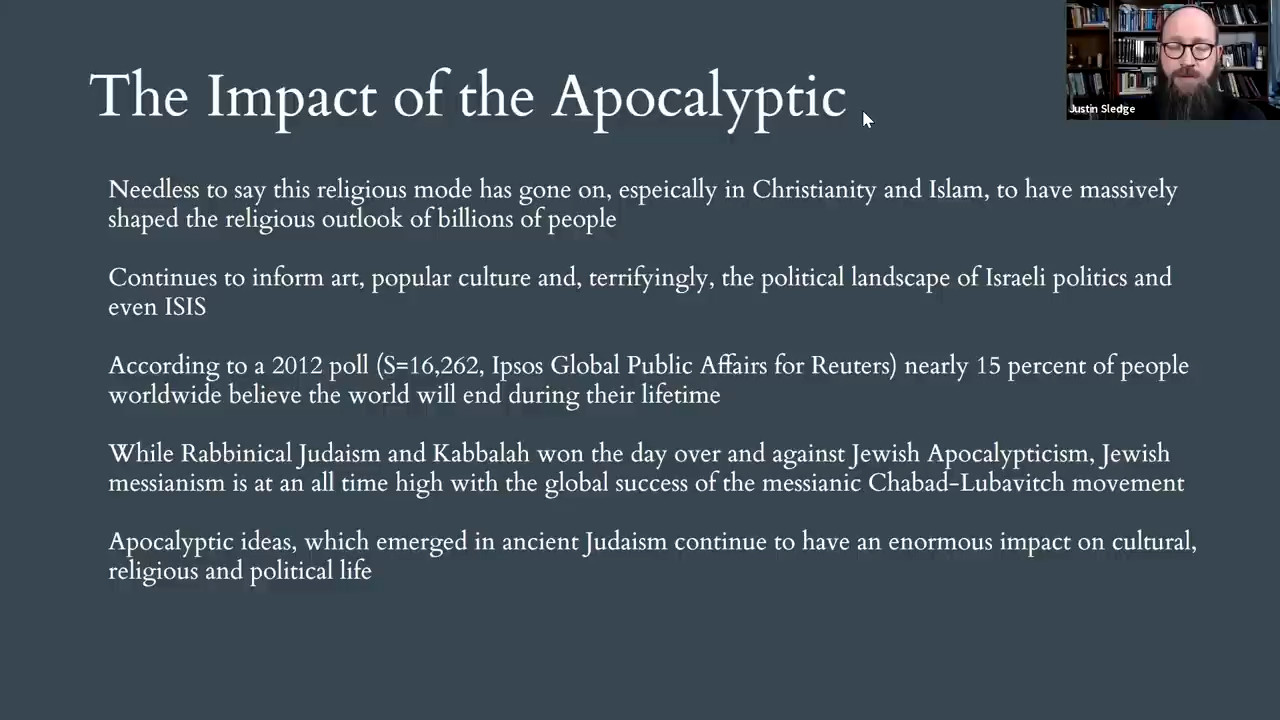 The Impact of the Apocalyptic
Justin Sledge
Needless to say this religious mode has gone on, espeically in Christianity and Islam, to have massively
shaped the religious outlook of billions of people
Continues to inform art, popular culture and, terrifyingly, the political landscape of Israeli politics and
even ISIS
According to a 2012 poll (S=16,262, Ipsos Global Public Affairs for Reuters) nearly 15 percent of people
worldwide believe the world will end during their lifetime
While Rabbinical Judaism and Kabbalah won the day over and against Jewish Apocalypticism, Jewish
messianism is at an all time high with the global success of the messianic Chabad-Lubavitch movement
Apocalyptic ideas, which emerged in ancient Judaism continue to have an enormous impact on cultural,
religious and political life